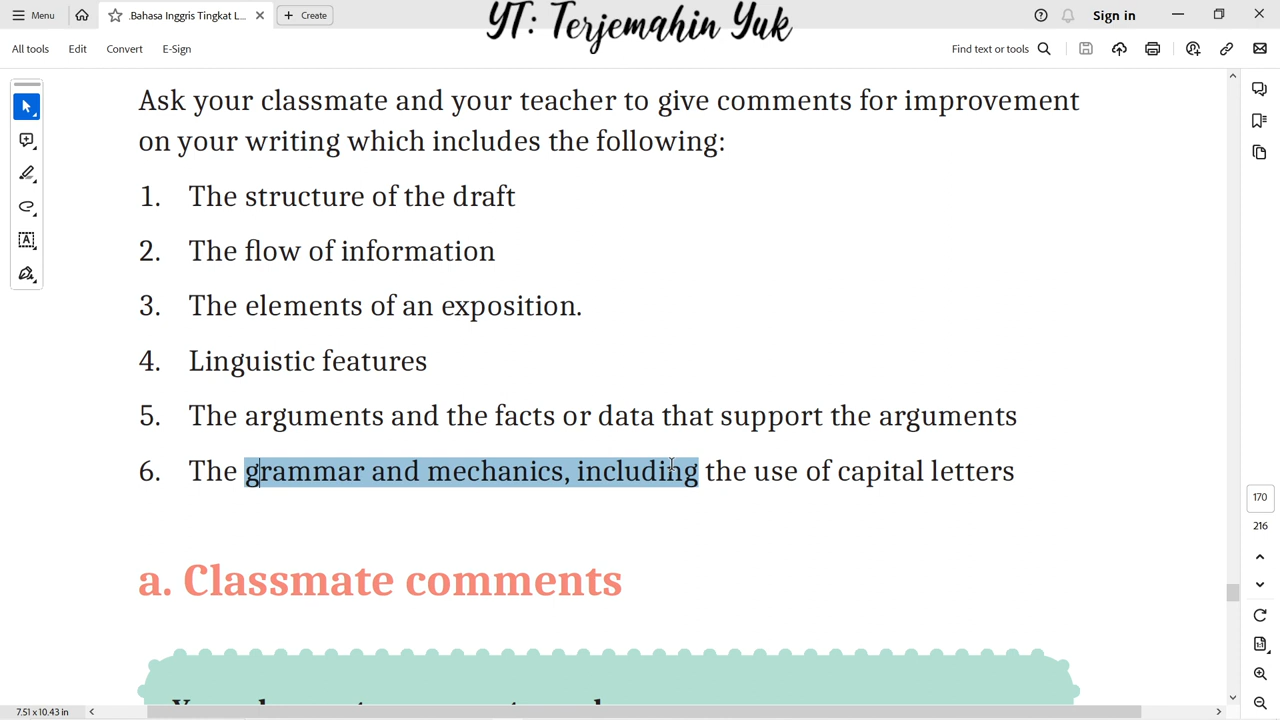 YT: Terjemahin Yuk
Menu
.Bahasa Inggris Tingkat L...
Create
Sign in
All tools
Edit
Convert
E-Sign
Find text or tools
Ask your classmate and your teacher to give comments for improvement
on your writing which includes the following:
1. The structure of the draft
2. The flow of information
3. The elements of an exposition.
4. Linguistic features
5. The arguments and the facts or data that support the arguments
6. The grammar and mechanics, including the use of capital letters
170
216
a. Classmate comments
7.51 x 10.43 in